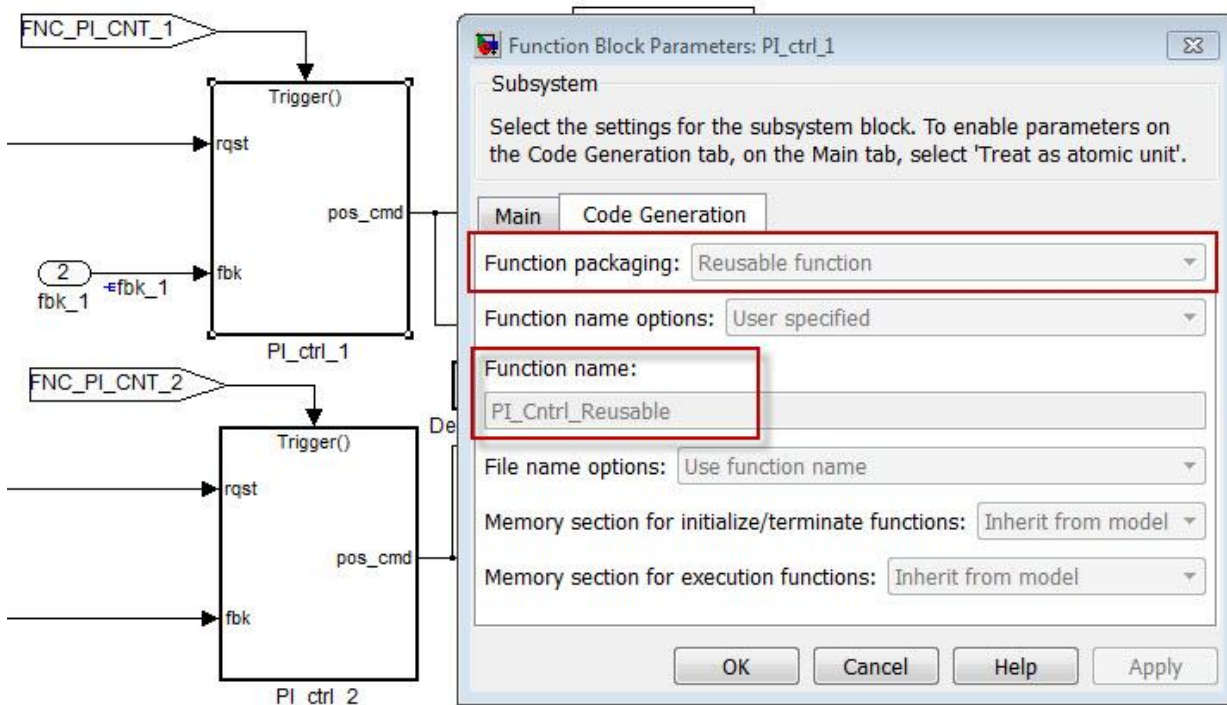 FNC_PI_CNT_1
Trigger()
rqst
pos_cmd
fbk
2
fbk_1
fbk_1
PI_ctrl_1
FNC_PI_CNT_2
Trigger()
De
rqst
pos_cmd
fbk
PI_ctrl_2
Function Block Parameters: PI_ctrl_1
Subsystem
Select the settings for the subsystem block. To enable parameters on
the Code Generation tab, on the Main tab, select 'Treat as atomic unit'.
Main Code Generation
Function packaging: Reusable function
Function name options: User specified
Function name:
PI_Cntrl_Reusable
File name options: Use function name
Memory section for initialize/terminate functions: Inherit from model
Memory section for execution functions: Inherit from model
OK Cancel Help Apply